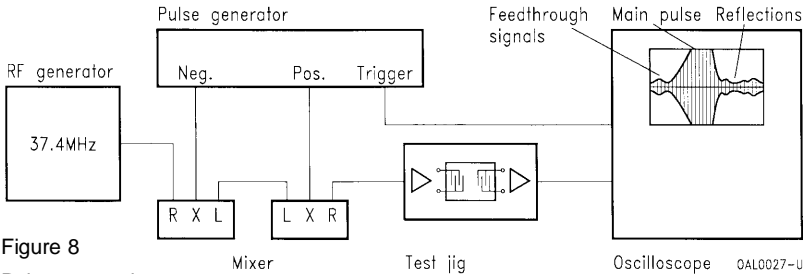 Pulse generator
Feedthrough signals
Main pulse Reflections
RF generator
Neg. Pos. Trigger
37.4MHz
R X L
L X R
Figure 8
Mixer
Test jig
Oscilloscope
OAL0027-U